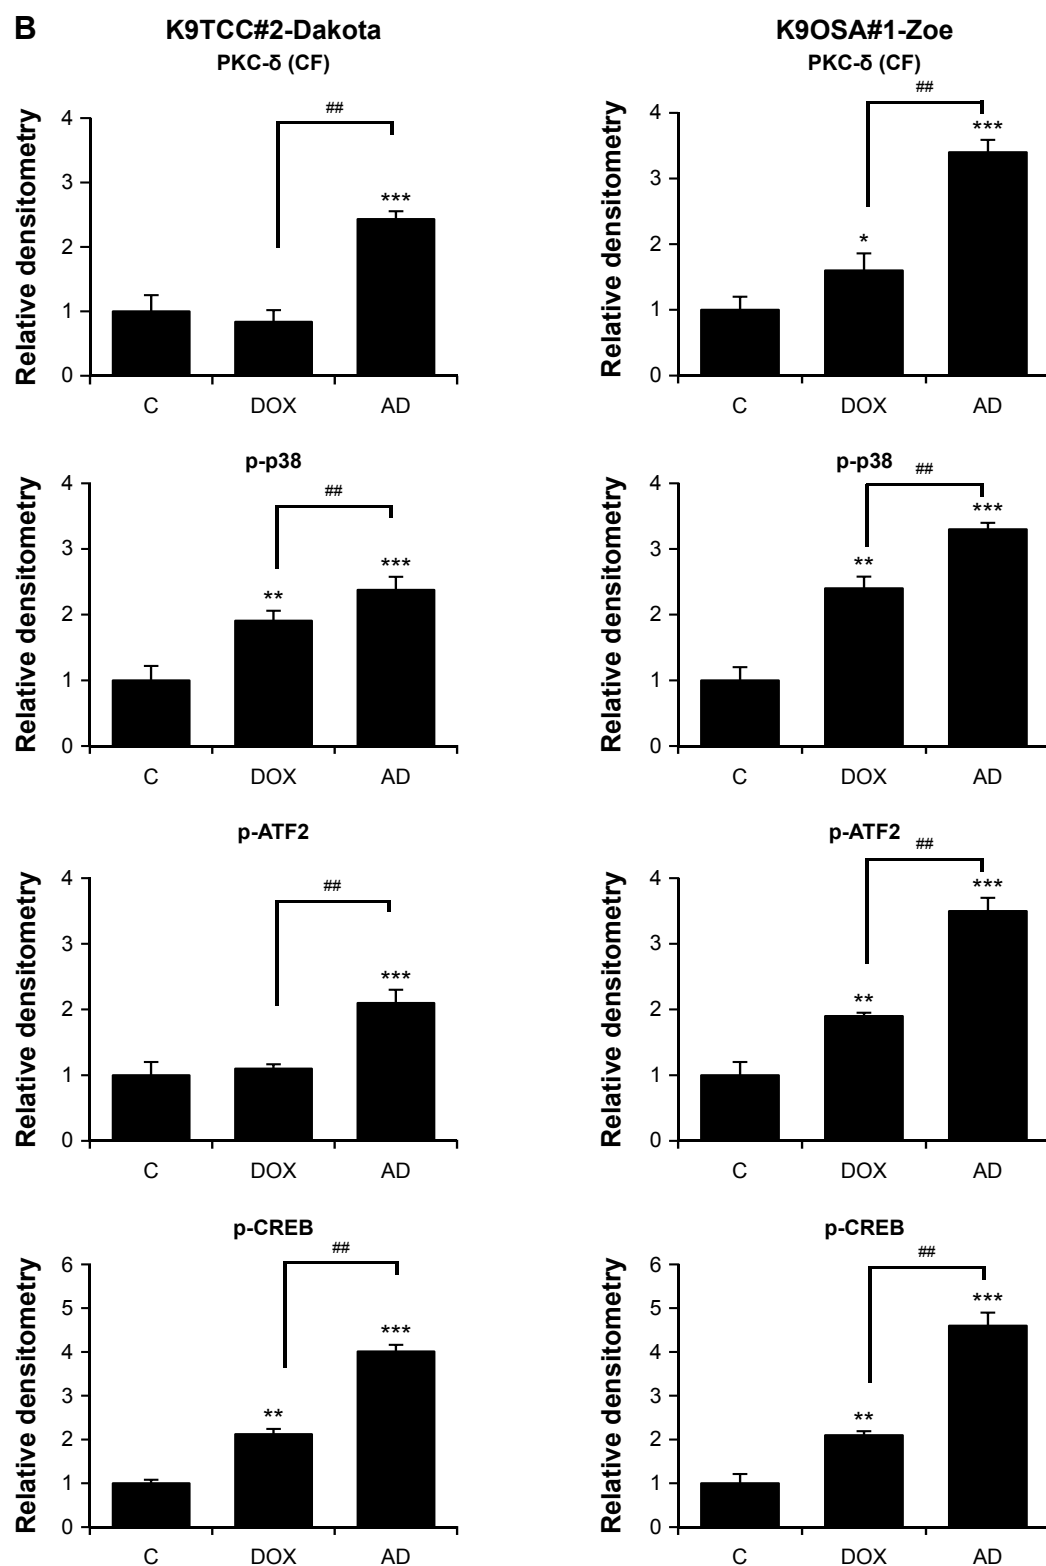 B
K9TCC#2-Dakota
PKC-δ (CF)
Relative densitometry
4
3
2
1
0
##
***
C DOX AD
K9OSA#1-Zoe
PKC-δ (CF)
Relative densitometry
4
3
2
1
0
##
*
***
C DOX AD
p-p38
Relative densitometry
4
3
2
1
0
##
**
***
C DOX AD
p-p38
Relative densitometry
4
3
2
1
0
##
**
***
C DOX AD
p-ATF2
Relative densitometry
4
3
2
1
0
##
***
C DOX AD
p-ATF2
Relative densitometry
4
3
2
1
0
##
**
***
C DOX AD
p-CREB
Relative densitometry
6
5
4
3
2
1
0
##
**
***
C DOX AD
p-CREB
Relative densitometry
6
5
4
3
2
1
0
##
**
***
C DOX AD